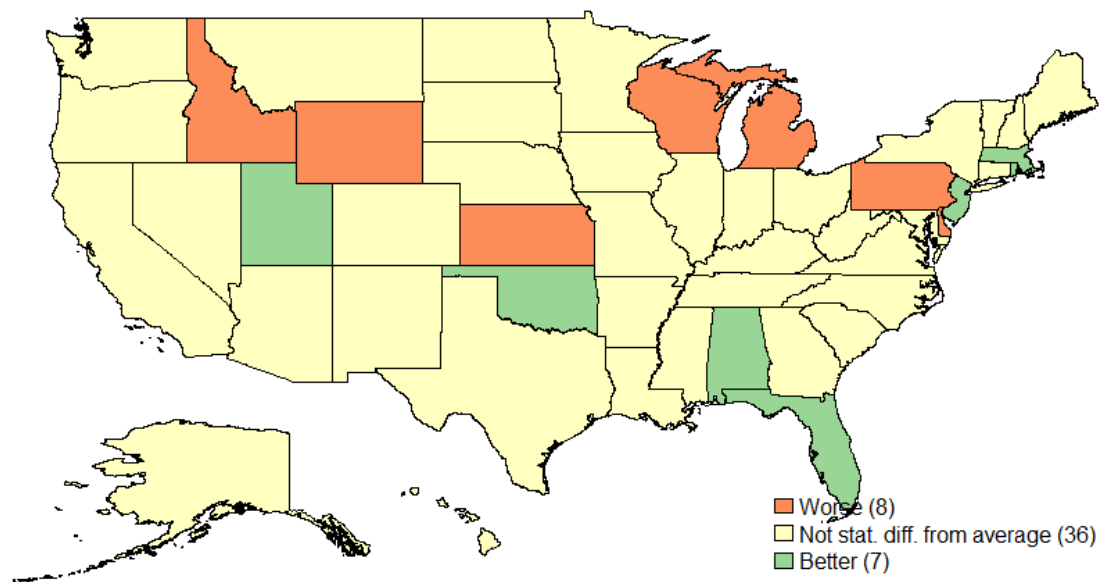 Worse (8)
Not stat. diff. from average (36)
Better (7)